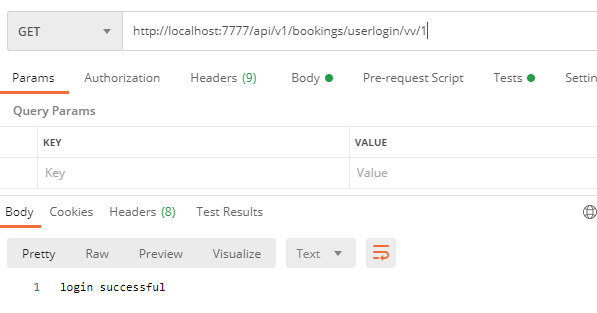 GET http://localhost:7777/api/v1/bookings/userlogin/vv/1
Params Authorization Headers (9) Body Pre-request Script Tests Settin
Query Params
KEY VALUE
Key Value
Body Cookies Headers (8) Test Results
Pretty Raw Preview Visualize Text
1 login successful